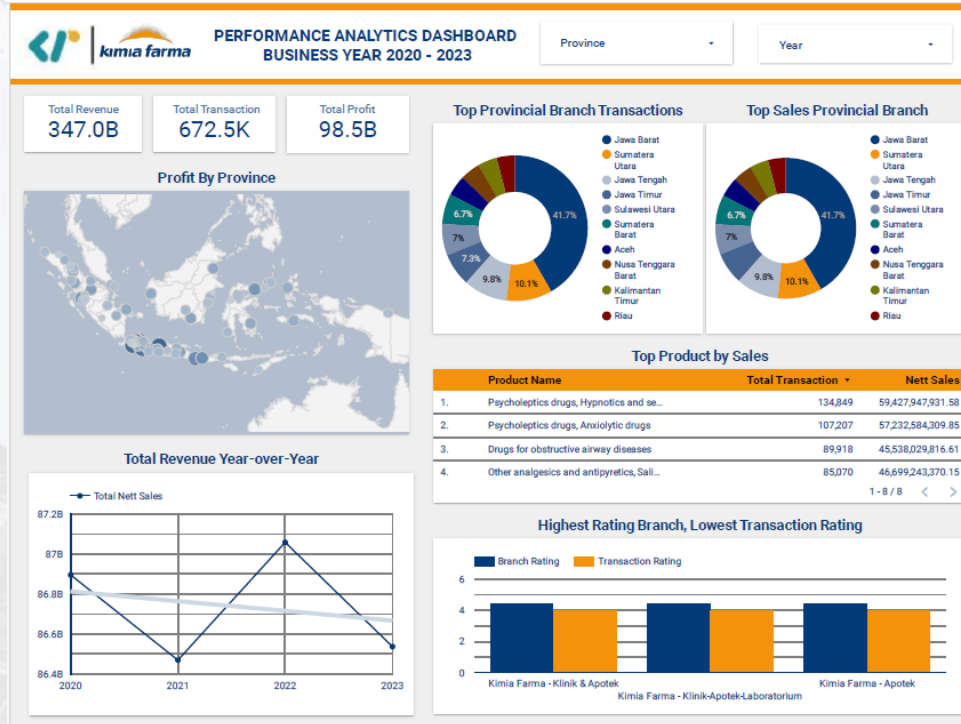 kimia farma
PERFORMANCE ANALYTICS DASHBOARD
BUSINESS YEAR 2020 - 2023
Province
Year
Total Revenue
347.0B
Total Transaction
672.5K
Total Profit
98.5B
Profit By Province
Top Provincial Branch Transactions
41.7%
10.1%
9.8%
7.3%
7%
6.7%
Jawa Barat
Sumatera
Utara
Jawa Tengah
Jawa Timur
Sulawesi Utara
Sumatera
Barat
Aceh
Nusa Tenggara
Barat
Kalimantan
Timur
Riau
Top Sales Provincial Branch
41.7%
10.1%
9.8%
7%
6.7%
Jawa Barat
Sumatera
Utara
Jawa Tengah
Jawa Timur
Sulawesi Utara
Sumatera
Barat
Aceh
Nusa Tenggara
Barat
Kalimantan
Timur
Riau
Top Product by Sales
Product Name Total Transaction Nett Sales
1. Psycholeptics drugs, Hypnotics and se... 134,849 59,427,947,931.58
2. Psycholeptics drugs, Anxiolytic drugs 107,207 57,232,584,309.85
3. Drugs for obstructive airway diseases 89,918 45,538,029,816.61
4. Other analgesics and antipyretics, Sali... 85,070 46,699,243,370.15
1 - 8 / 8 < >
Total Revenue Year-over-Year
Total Nett Sales
87.2B
87B
86.8B
86.6B
86.4B
2020 2021 2022 2023
Highest Rating Branch, Lowest Transaction Rating
Branch Rating Transaction Rating
6
4
2
0
Kimia Farma - Klinik & Apotek
Kimia Farma - Klinik-Apotek-Laboratorium
Kimia Farma - Apotek